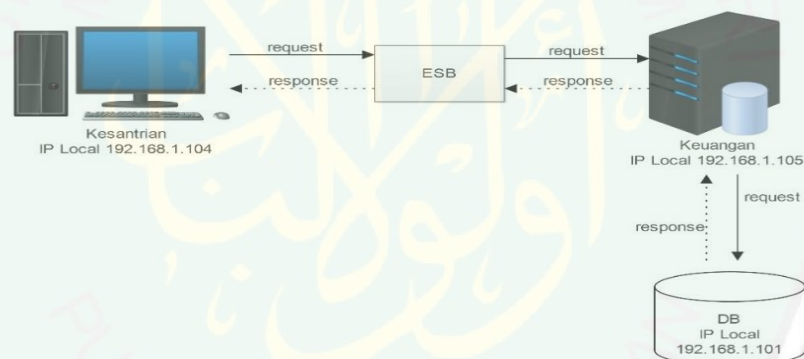 request
request
ESB
response
response
Kesantrian
IP Local 192.168.1.104
Keuangan
IP Local 192.168.1.105
request
response
DB
IP Local
192.168.1.101